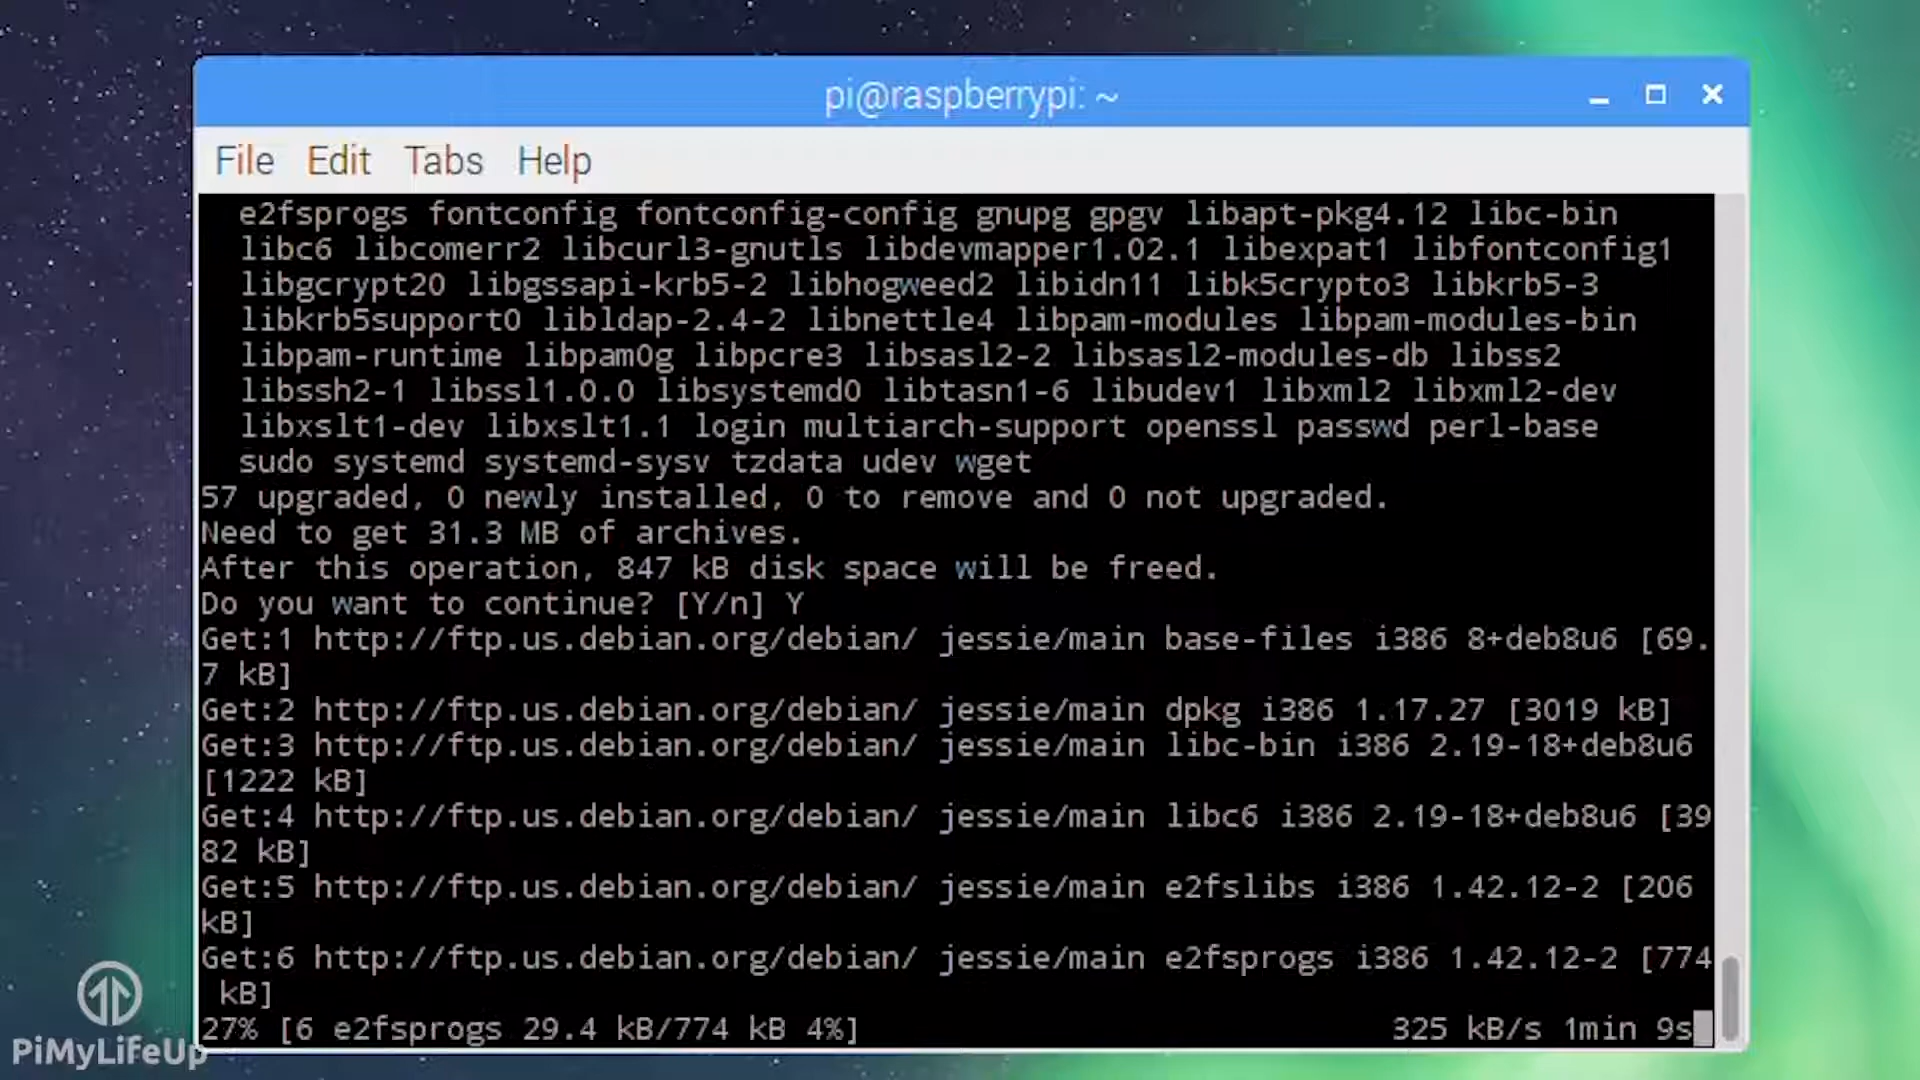 pi@raspberrypi: ~
File Edit Tabs Help
e2fsprogs fontconfig fontconfig-config gnupg gpgv libapt-pkg4.12 libc-bin
libc6 libcomerr2 libcurl3-gnutls libdevmapper1.02.1 libexpat1 libfontconfig1
libgcrypt20 libgssapi-krb5-2 libhogweed2 libidn11 libk5crypto3 libkrb5-3
libkrb5support0 libldap-2.4-2 libnettle4 libpam-modules libpam-modules-bin
libpam-runtime libpam0g libpcre3 libsasl2-2 libsasl2-modules-db libss2
libssh2-1 libssl1.0.0 libsystemd0 libtasn1-6 libudev1 libxml2 libxml2-dev
libxslt1-dev libxslt1.1 login multiarch-support openssl passwd perl-base
sudo systemd systemd-sysv tzdata udev wget
57 upgraded, 0 newly installed, 0 to remove and 0 not upgraded.
Need to get 31.3 MB of archives.
After this operation, 847 kB disk space will be freed.
Do you want to continue? [Y/n] Y
Get:1 http://ftp.us.debian.org/debian/ jessie/main base-files i386 8+deb8u6 [69.
7 kB]
Get:2 http://ftp.us.debian.org/debian/ jessie/main dpkg i386 1.17.27 [3019 kB]
Get:3 http://ftp.us.debian.org/debian/ jessie/main libc-bin i386 2.19-18+deb8u6
[1222 kB]
Get:4 http://ftp.us.debian.org/debian/ jessie/main libc6 i386 2.19-18+deb8u6 [39
82 kB]
Get:5 http://ftp.us.debian.org/debian/ jessie/main e2fslibs i386 1.42.12-2 [206
kB]
Get:6 http://ftp.us.debian.org/debian/ jessie/main e2fsprogs i386 1.42.12-2 [774
kB]
27% [6 e2fsprogs 29.4 kB/774 kB 4%] 325 kB/s 1min 9s
PiMyLifeUp